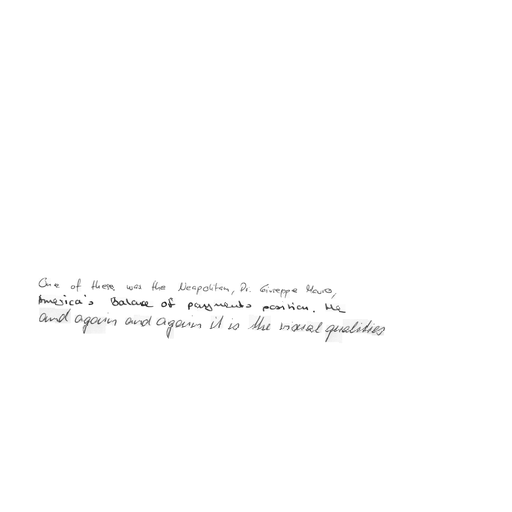 One of these was the Neapolitan, Dr. Giuseppe Mauro,
America's Balance of payments position. He
and again and again it is the visual qualities